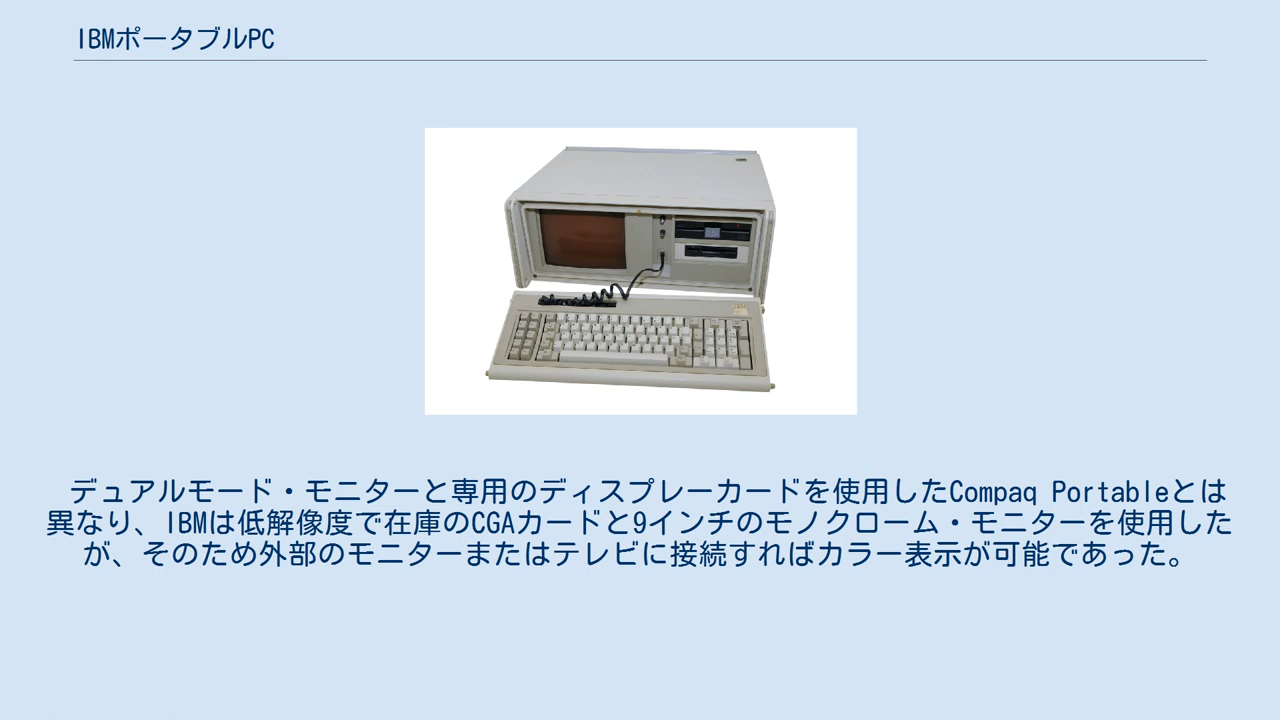 IBMポータブルPC
デュアルモード・モニターと専用のディスプレーカードを使用したCompaq Portableとは
異なり、IBMは低解像度で在庫のCGAカードと9インチのモノクローム・モニターを使用した
が、そのため外部のモニターまたはテレビに接続すればカラー表示が可能であった。